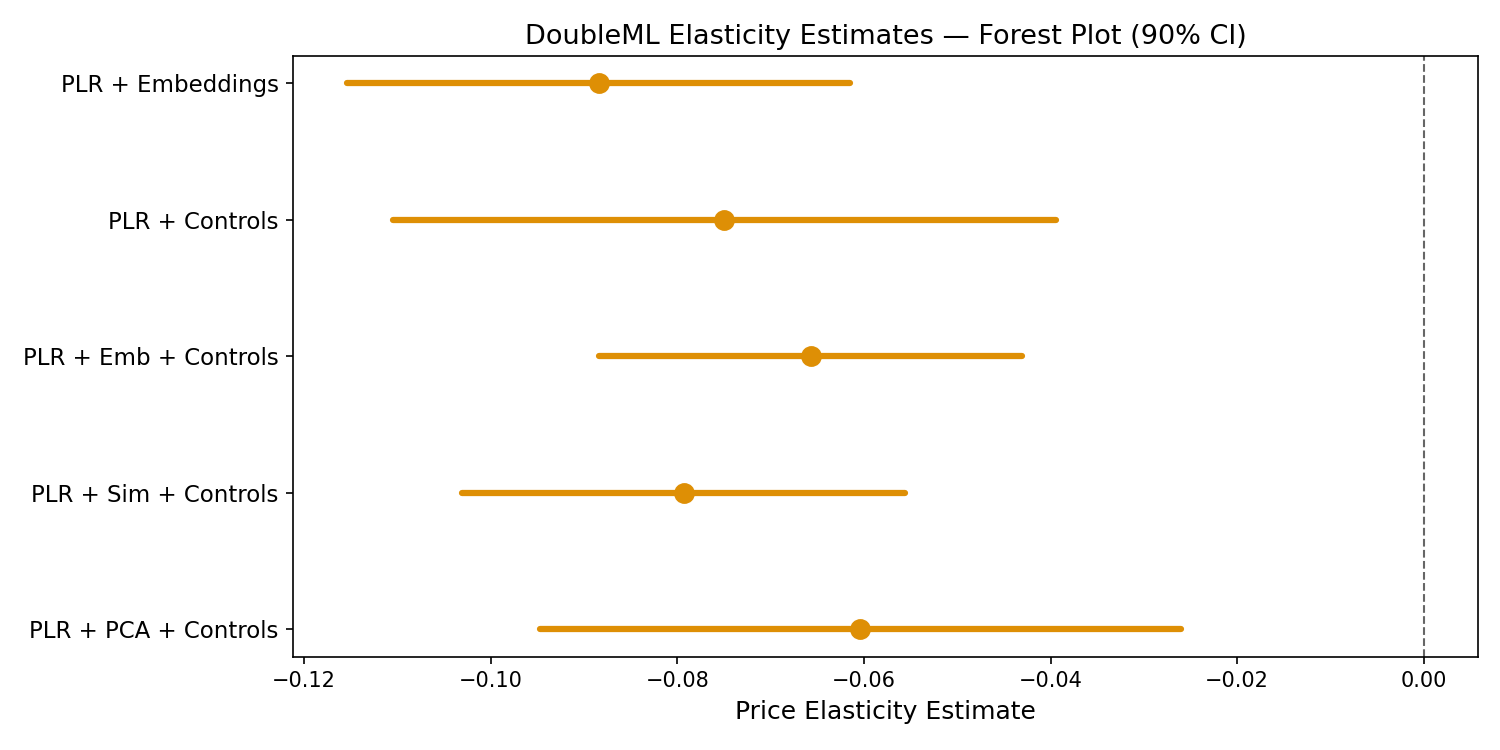 DoubleML Elasticity Estimates — Forest Plot (90% CI)
PLR + Embeddings
PLR + Controls
PLR + Emb + Controls
PLR + Sim + Controls
PLR + PCA + Controls
−0.12 −0.10 −0.08 −0.06 −0.04 −0.02 0.00
Price Elasticity Estimate